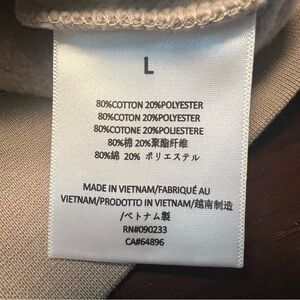 L
80%COTTON 20%POLYESTER
80%COTON 20%POLYESTER
80%COTONE 20%POLIESTERE
80%棉 20%聚酯纤维
80%綿 20% ポリエステル
MADE IN VIETNAM/FABRIQUÉ AU
VIETNAM/PRODOTTO IN VIETNAM/越南制造
/ベトナム製
RN#090233
CA#64896